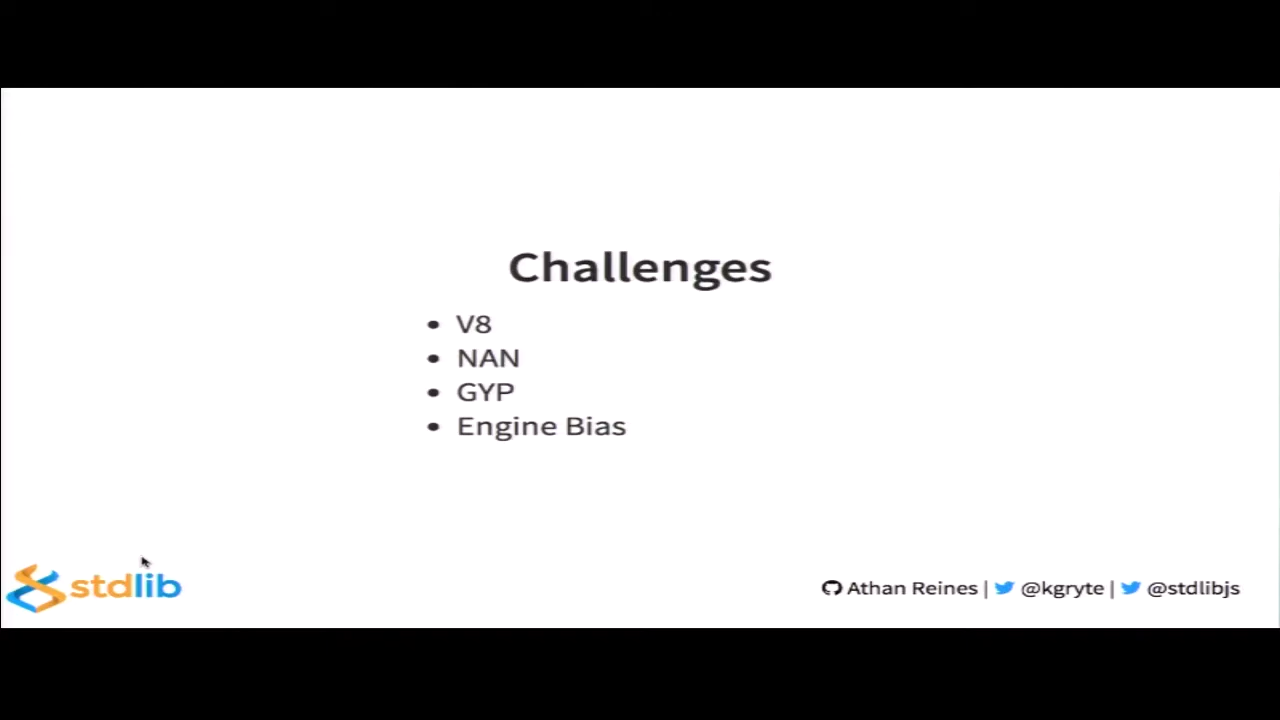 Challenges
• V8
• NAN
• GYP
• Engine Bias
stdlib
Athan Reines | @kgryte | @stdlibjs